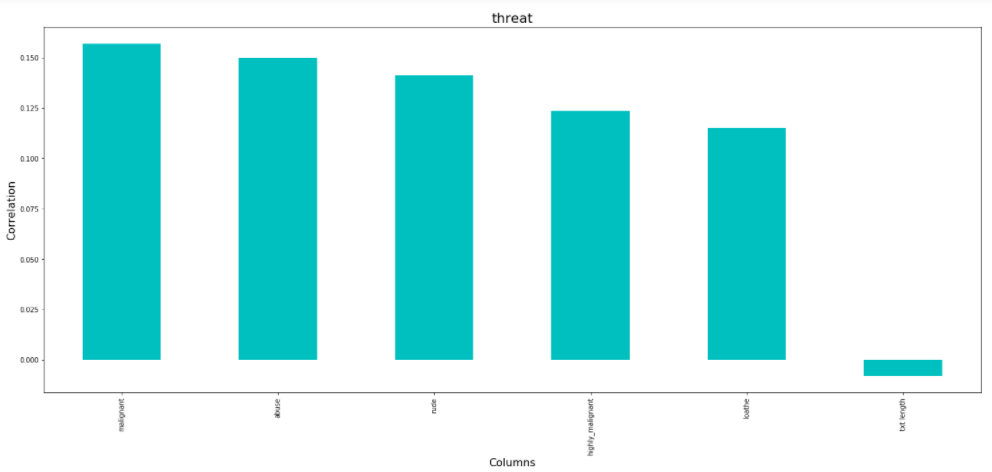 threat
Correlation
0.150
0.125
0.100
0.075
0.050
0.025
0.000
malignant
abuse
rude
highly_malignant
loathe
txt length
Columns